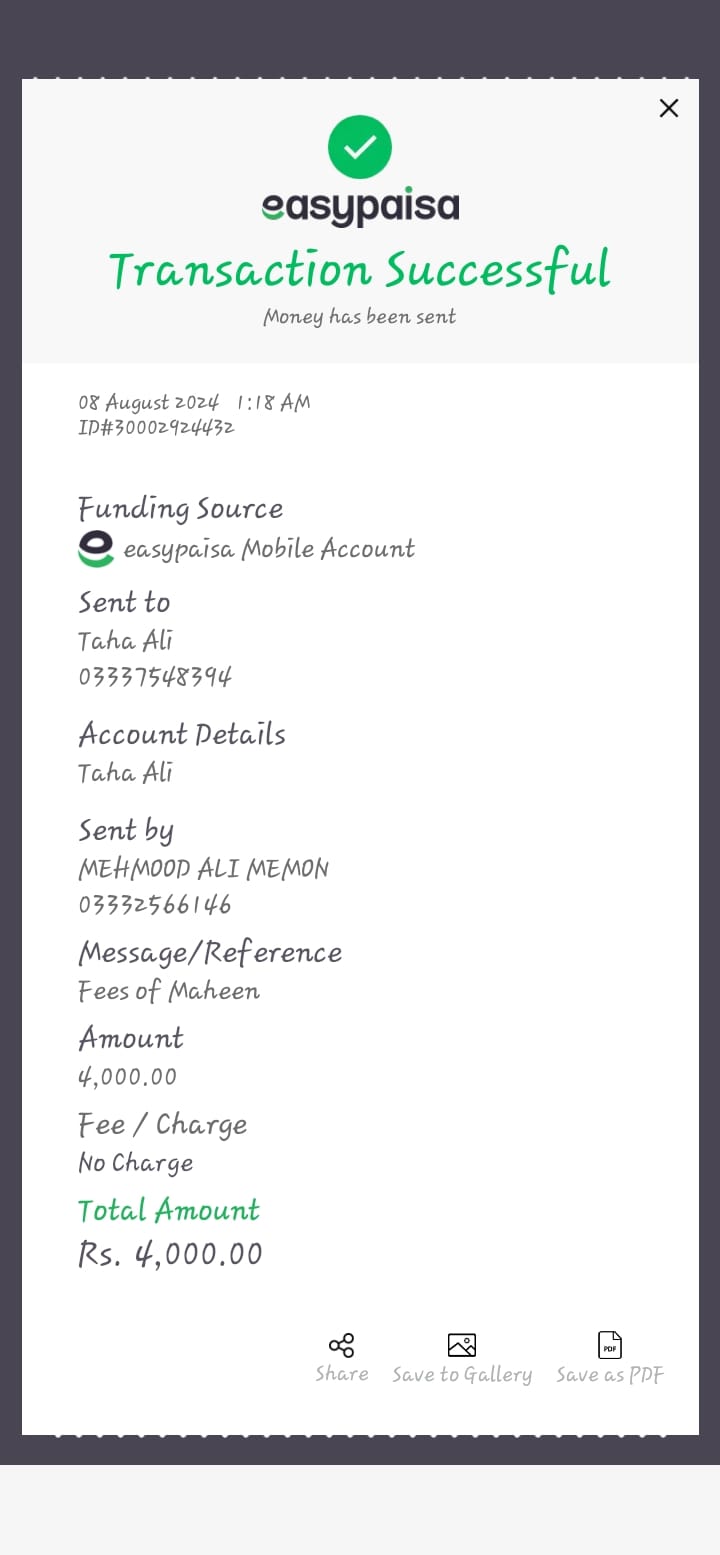 easypaisa
Transaction Successful
Money has been sent
08 August 2024 1:18 AM
ID#30002924432
Funding Source
easypaisa Mobile Account
Sent to
Taha Ali
03337548394
Account Details
Taha Ali
Sent by
MEHMOOD ALI MEMON
03332566146
Message/Reference
Fees of Maheen
Amount
4,000.00
Fee / Charge
No Charge
Total Amount
Rs. 4,000.00
PDF
Share Save to Gallery Save as PDF